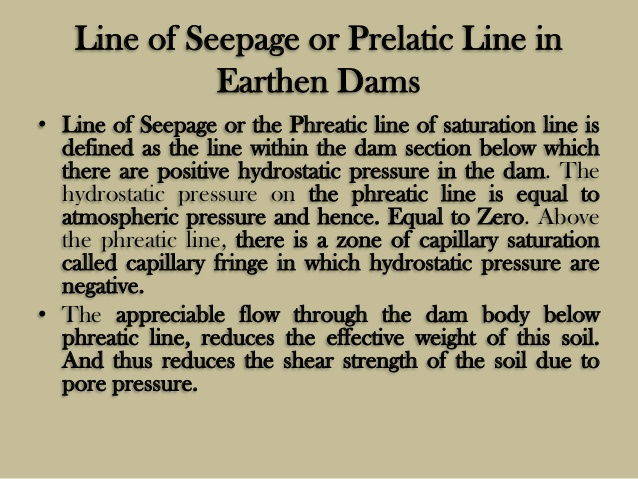 Line of Seepage or Prelatic Line in
Earthen Dams
• Line of Seepage or the Phreatic line of saturation line is
defined as the line within the dam section below which
there are positive hydrostatic pressure in the dam. The
hydrostatic pressure on the phreatic line is equal to
atmospheric pressure and hence. Equal to Zero. Above
the phreatic line, there is a zone of capillary saturation
called capillary fringe in which hydrostatic pressure are
negative.
• The appreciable flow through the dam body below
phreatic line, reduces the effective weight of this soil.
And thus reduces the shear strength of the soil due to
pore pressure.